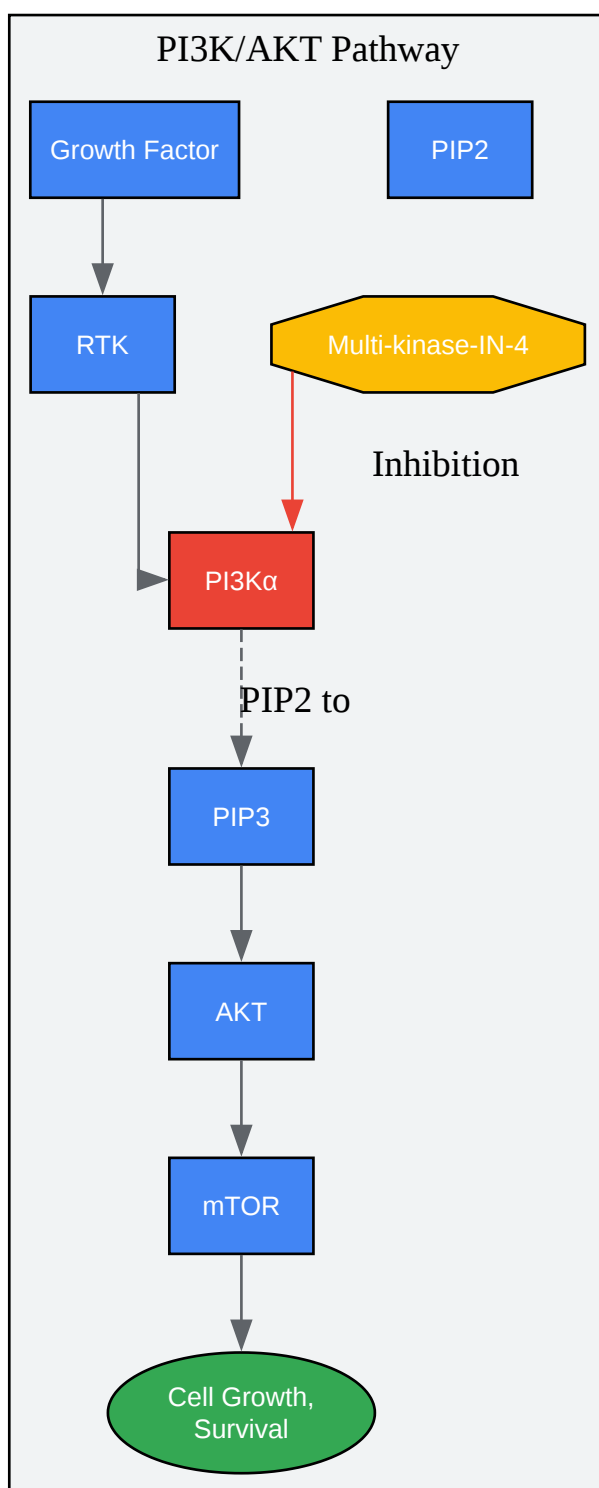 PI3K/AKT Pathway
Growth Factor
PIP2
RTK
Multi-kinase-IN-4
Inhibition
PI3Kα
PIP2 to
PIP3
AKT
mTOR
Cell Growth,
Survival